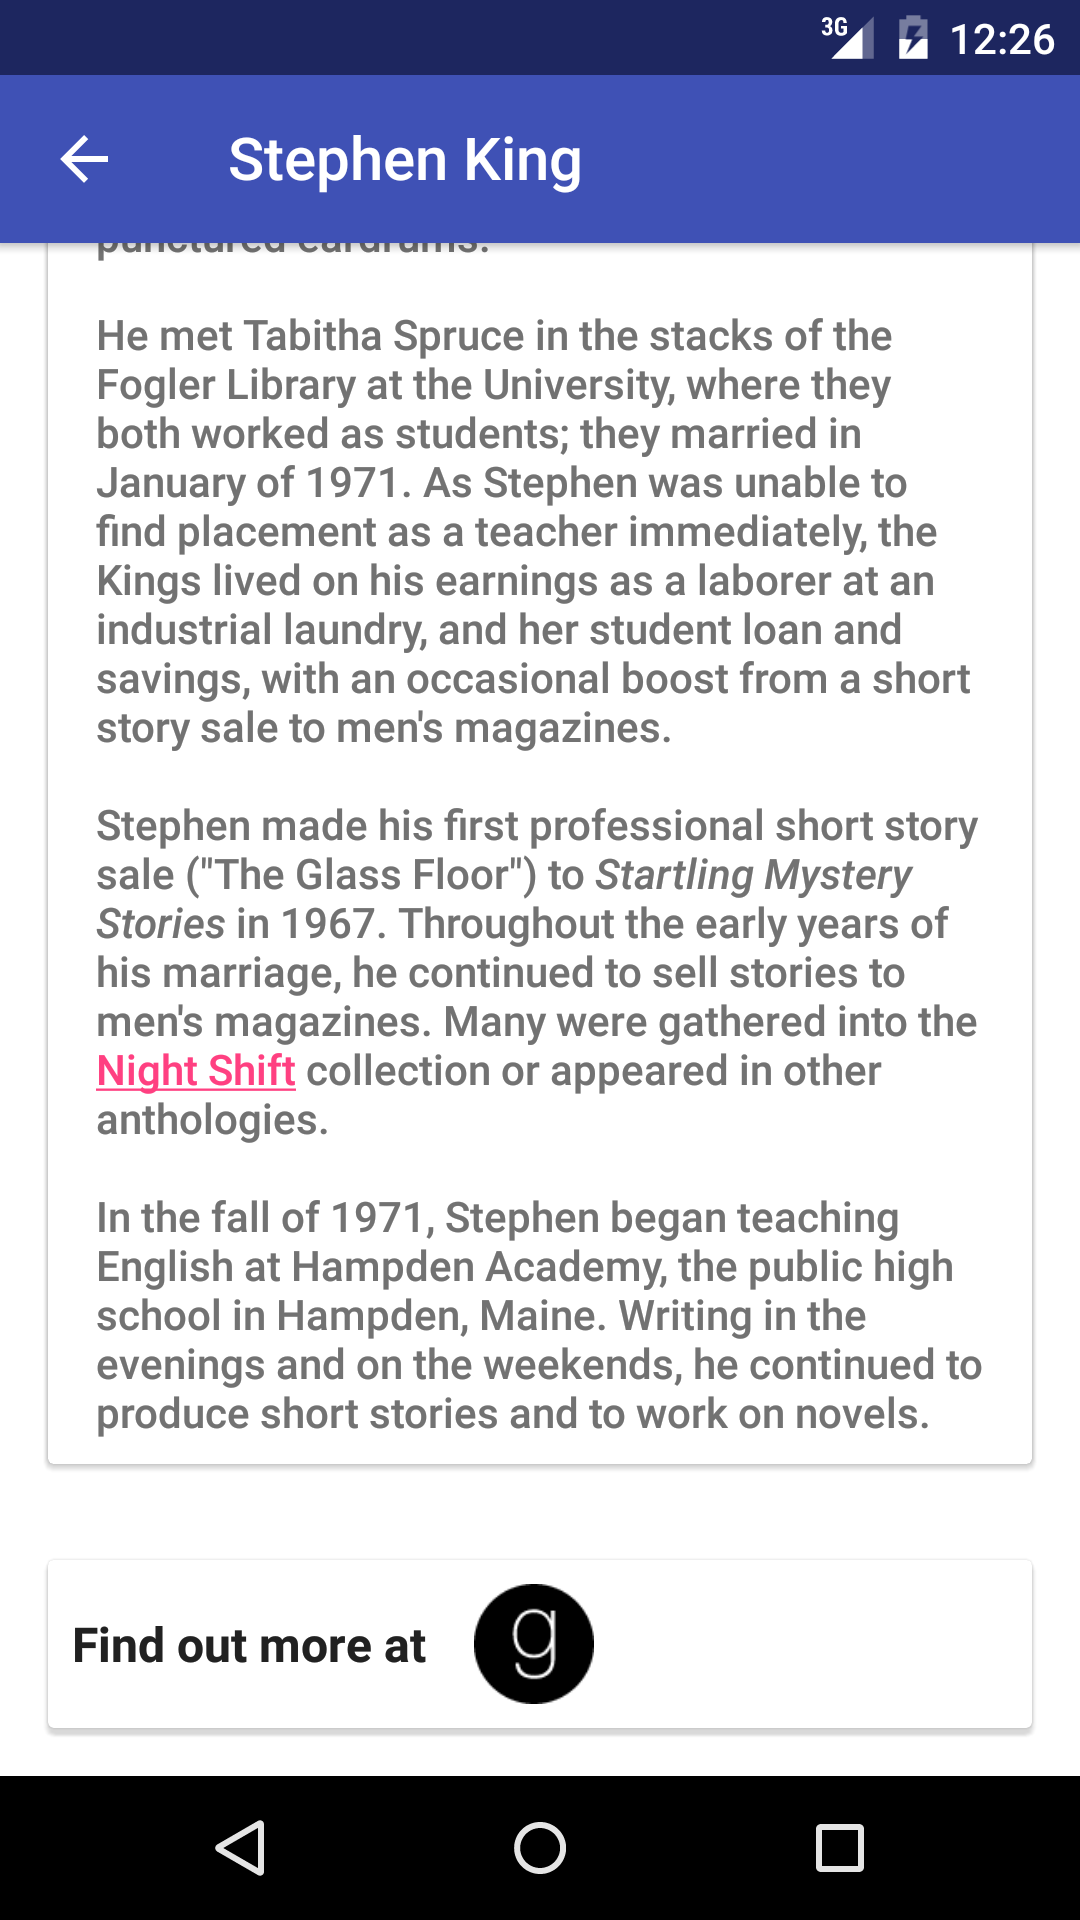 3G 12:26
Stephen King
punctured eardrums.
He met Tabitha Spruce in the stacks of the
Fogler Library at the University, where they
both worked as students; they married in
January of 1971. As Stephen was unable to
find placement as a teacher immediately, the
Kings lived on his earnings as a laborer at an
industrial laundry, and her student loan and
savings, with an occasional boost from a short
story sale to men's magazines.
Stephen made his first professional short story
sale ("The Glass Floor") to Startling Mystery
Stories in 1967. Throughout the early years of
his marriage, he continued to sell stories to
men's magazines. Many were gathered into the
Night Shift collection or appeared in other
anthologies.
In the fall of 1971, Stephen began teaching
English at Hampden Academy, the public high
school in Hampden, Maine. Writing in the
evenings and on the weekends, he continued to
produce short stories and to work on novels.
Find out more at g